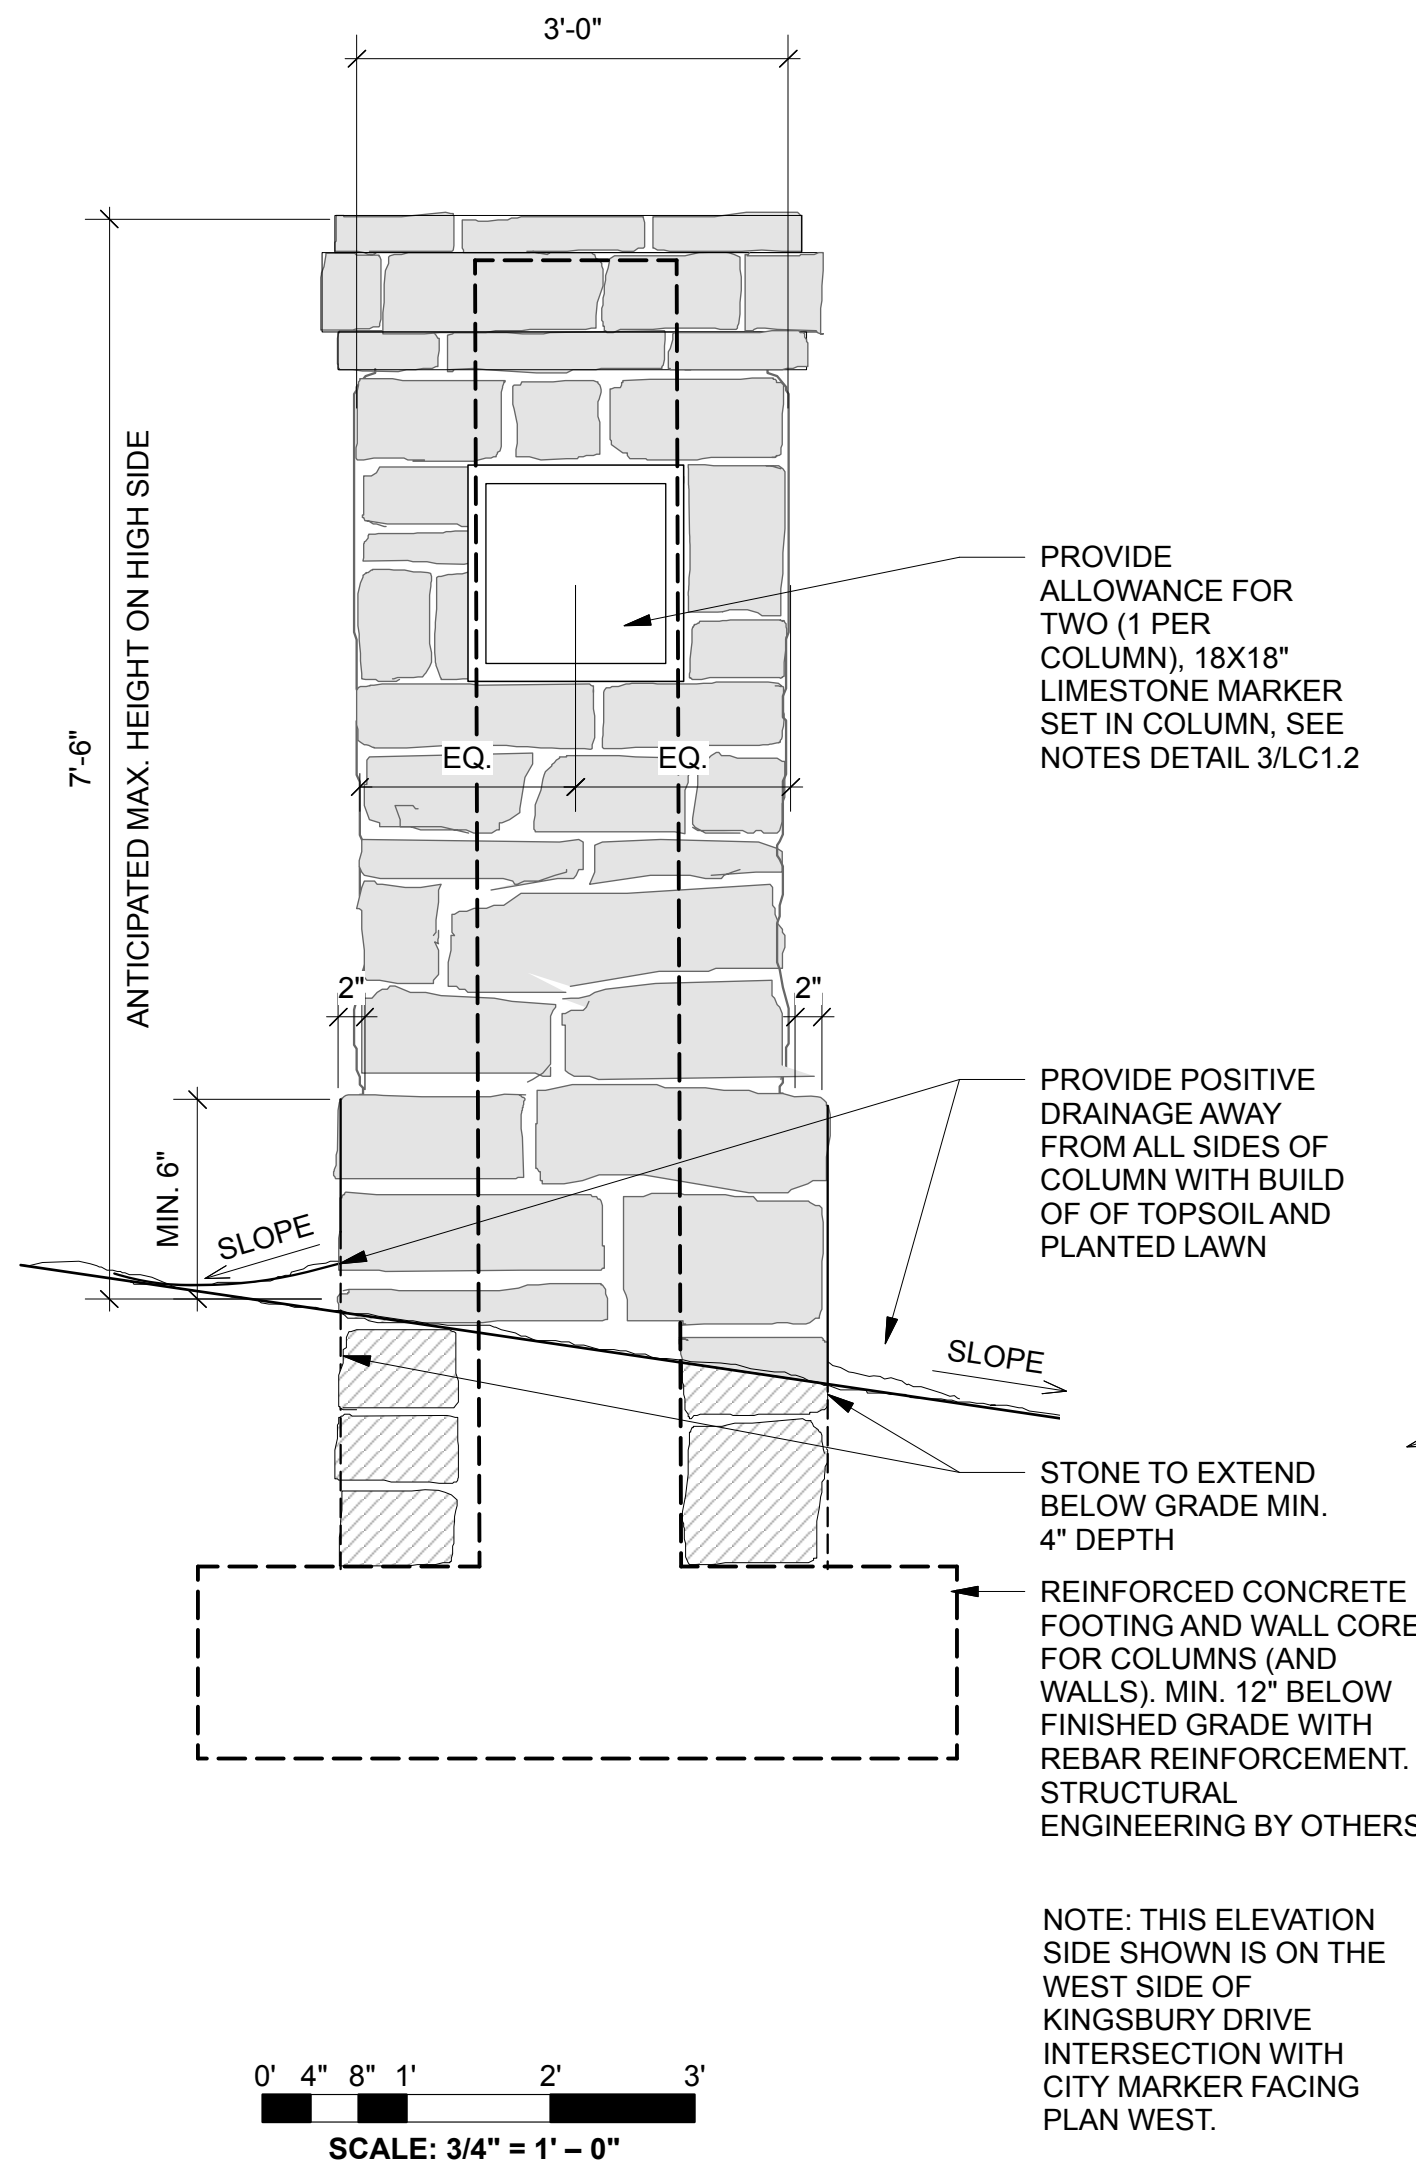 3'-0"
7'-6"
ANTICIPATED MAX. HEIGHT ON HIGH SIDE
PROVIDE
ALLOWANCE FOR
TWO (1 PER
COLUMN), 18X18"
LIMESTONE MARKER
SET IN COLUMN, SEE
NOTES DETAIL 3/LC1.2
EQ.
EQ.
2"
2"
MIN. 6"
SLOPE
PROVIDE POSITIVE
DRAINAGE AWAY
FROM ALL SIDES OF
COLUMN WITH BUILD
OF OF TOPSOIL AND
PLANTED LAWN
SLOPE
STONE TO EXTEND
BELOW GRADE MIN.
4" DEPTH
REINFORCED CONCRETE
FOOTING AND WALL CORE
FOR COLUMNS (AND
WALLS). MIN. 12" BELOW
FINISHED GRADE WITH
REBAR REINFORCEMENT.
STRUCTURAL
ENGINEERING BY OTHERS
NOTE: THIS ELEVATION
SIDE SHOWN IS ON THE
WEST SIDE OF
KINGSBURY DRIVE
INTERSECTION WITH
CITY MARKER FACING
PLAN WEST.
0' 4" 8" 1' 2' 3'
SCALE: 3/4" = 1' – 0"